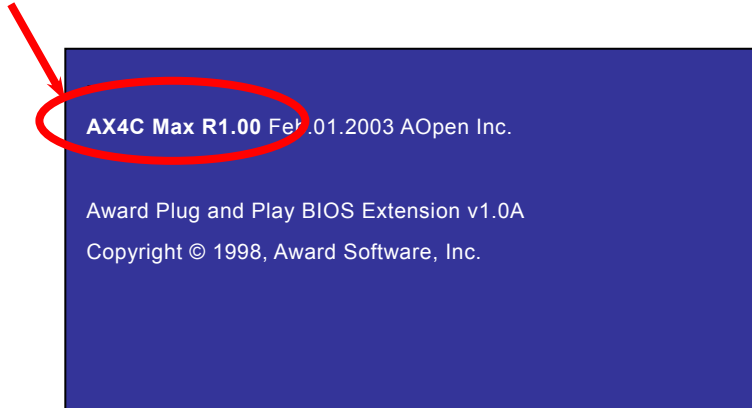 AX4C Max R1.00 Feb.01.2003 AOpen Inc.
Award Plug and Play BIOS Extension v1.0A
Copyright © 1998, Award Software, Inc.